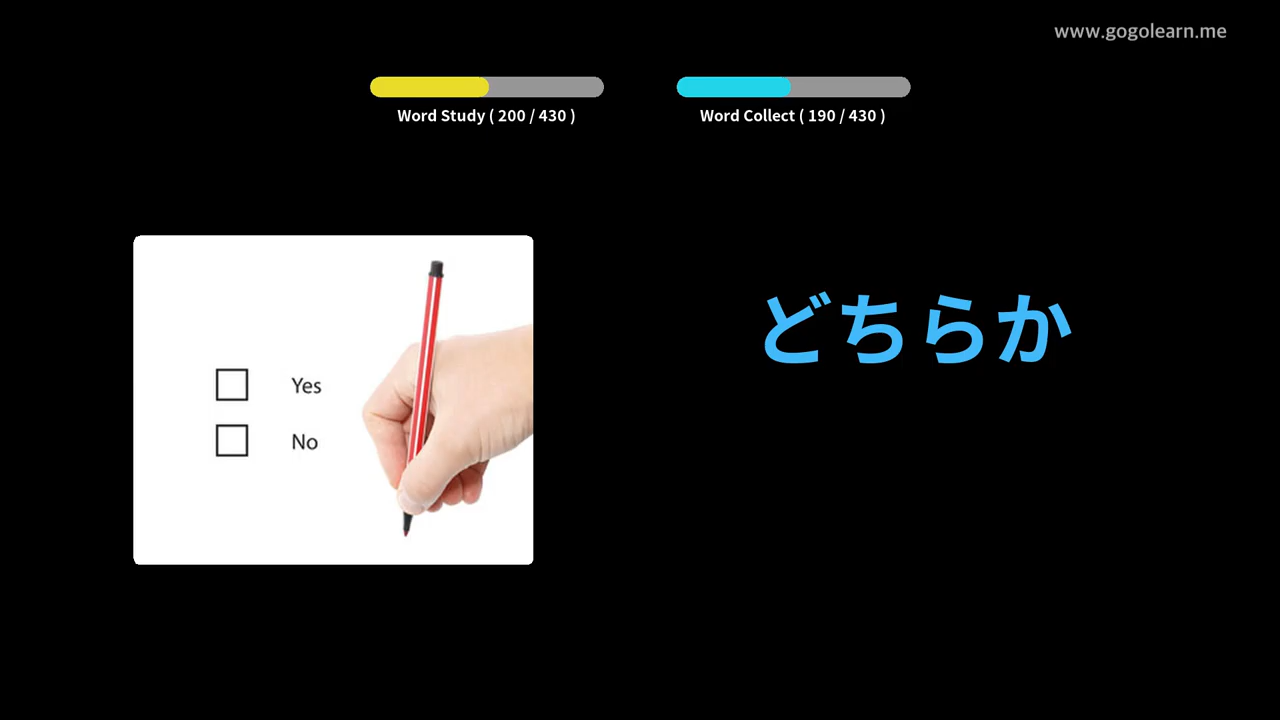 www.gogolearn.me
Word Study ( 200 / 430 )
Word Collect ( 190 / 430 )
Yes
No
どちらか